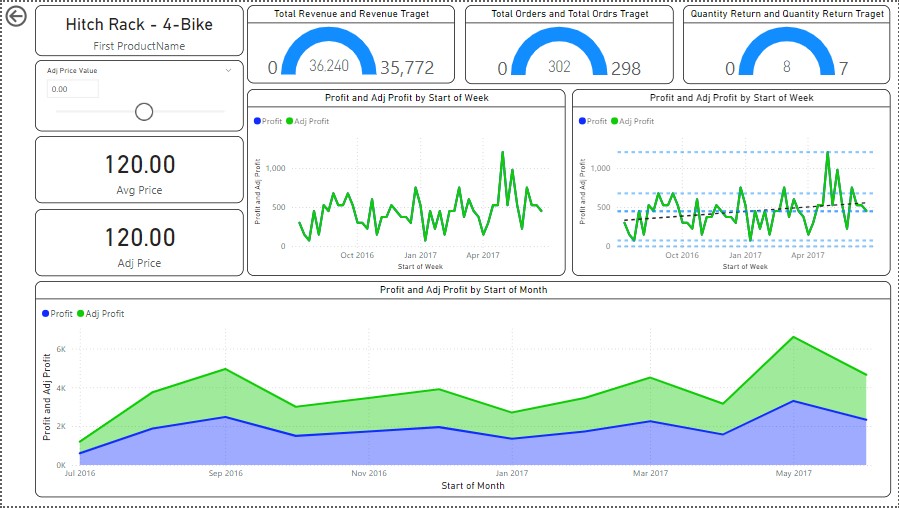 Hitch Rack - 4-Bike
First ProductName
Adj Price Value
0.00
120.00
Avg Price
120.00
Adj Price
Total Revenue and Revenue Traget
0 36.240 35,772
Total Orders and Total Ordrs Traget
0 302 298
Quantity Return and Quantity Return Traget
0 8 7
Profit and Adj Profit by Start of Week
Profit Adj Profit
Profit and Adj Profit
1,000
500
0
Oct 2016 Jan 2017 Apr 2017
Start of Week
Profit and Adj Profit by Start of Week
Profit Adj Profit
Profit and Adj Profit
1,000
500
0
Oct 2016 Jan 2017 Apr 2017
Start of Week
Profit and Adj Profit by Start of Month
Profit Adj Profit
Profit and Adj Profit
6K
4K
2K
0K
Jul 2016 Sep 2016 Nov 2016 Jan 2017 Mar 2017 May 2017
Start of Month